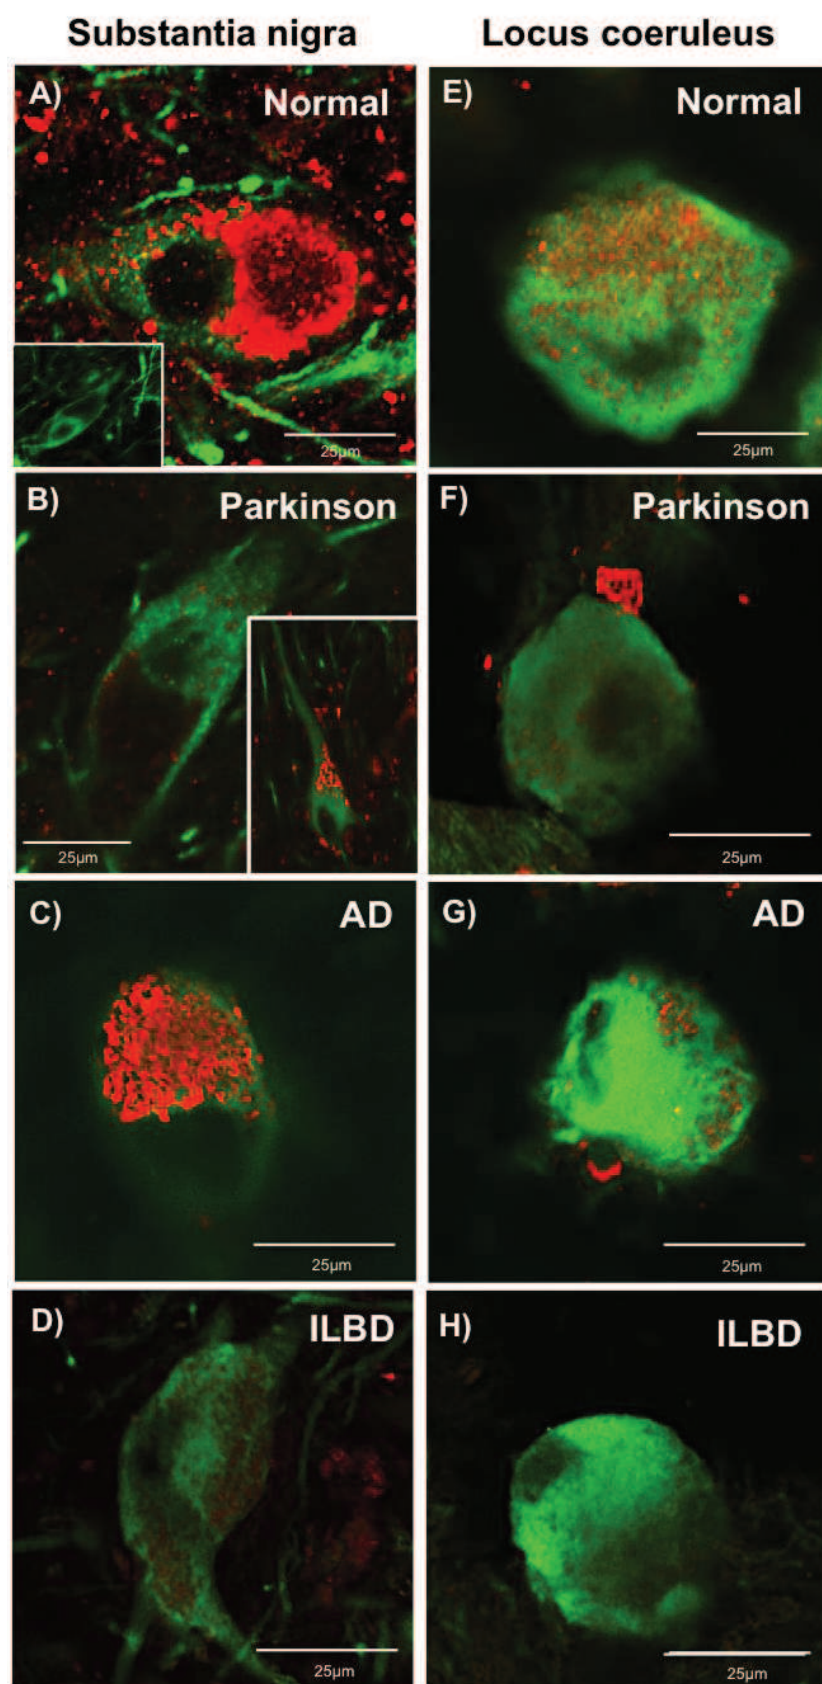 Substantia nigra
Locus coeruleus
A)
Normal
25µm
E)
Normal
25µm
B)
Parkinson
25µm
F)
Parkinson
25µm
C)
AD
25µm
G)
AD
25µm
D)
ILBD
25µm
H)
ILBD
25µm